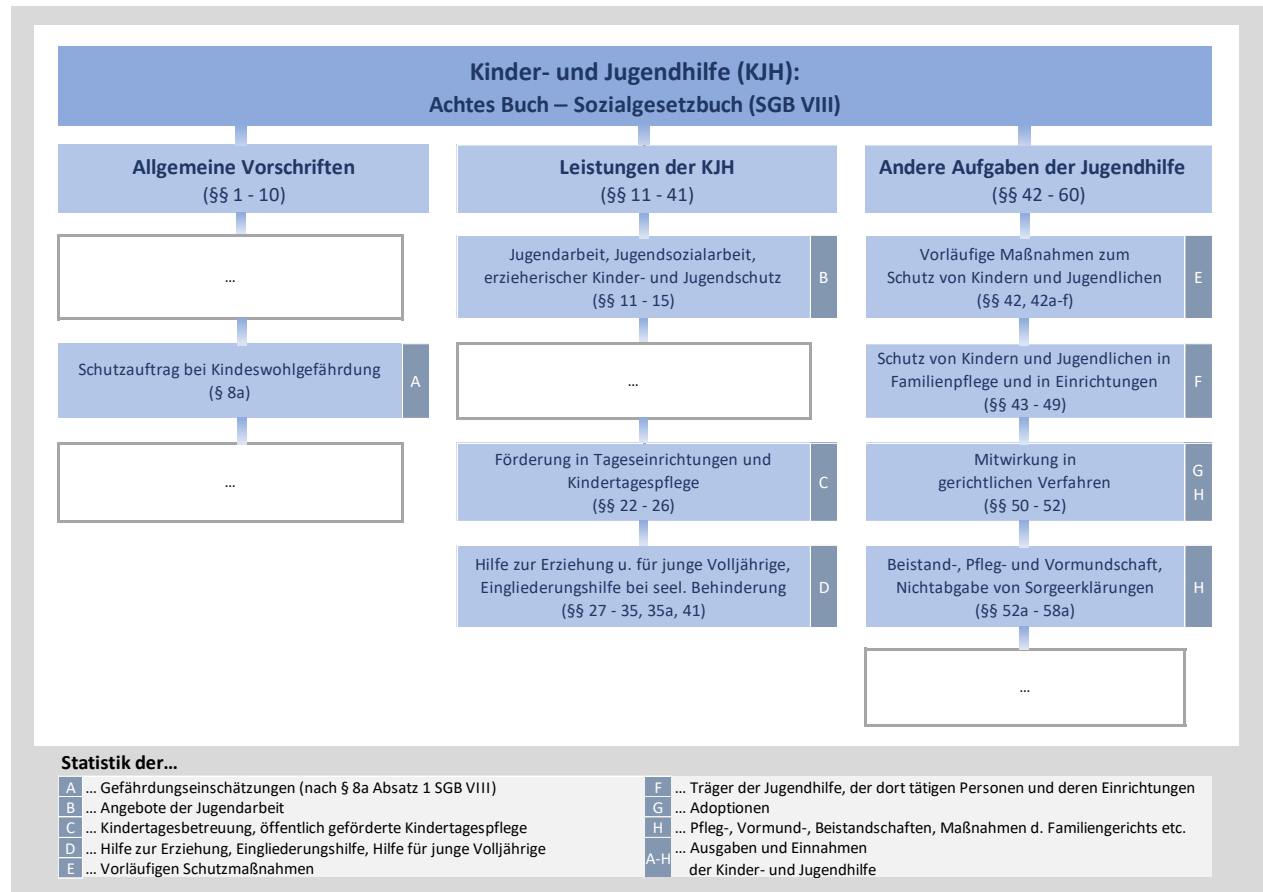 Kinder- und Jugendhilfe (KJH):
Achtes Buch – Sozialgesetzbuch (SGB VIII)
Allgemeine Vorschriften
(§§ 1 - 10)
...
Schutzauftrag bei Kindeswohlgefährdung
(§ 8a)
A
...
Leistungen der KJH
(§§ 11 - 41)
Jugendarbeit, Jugendsozialarbeit,
erzieherischer Kinder- und Jugendschutz
(§§ 11 - 15)
B
...
Förderung in Tageseinrichtungen und
Kindertagespflege
(§§ 22 - 26)
C
Hilfe zur Erziehung u. für junge Volljährige,
Eingliederungshilfe bei seel. Behinderung
(§§ 27 - 35, 35a, 41)
D
Andere Aufgaben der Jugendhilfe
(§§ 42 - 60)
Vorläufige Maßnahmen zum
Schutz von Kindern und Jugendlichen
(§§ 42, 42a-f)
E
Schutz von Kindern und Jugendlichen in
Familienpflege und in Einrichtungen
(§§ 43 - 49)
F
Mitwirkung in
gerichtlichen Verfahren
(§§ 50 - 52)
G
H
Beistand-, Pfleg- und Vormundschaft,
Nichtabgabe von Sorgeerklärungen
(§§ 52a - 58a)
H
...
Statistik der...
A ... Gefährdungseinschätzungen (nach § 8a Absatz 1 SGB VIII)
B ... Angebote der Jugendarbeit
C ... Kindertagesbetreuung, öffentlich geförderte Kindertagespflege
D ... Hilfe zur Erziehung, Eingliederungshilfe, Hilfe für junge Volljährige
E ... Vorläufigen Schutzmaßnahmen
F ... Träger der Jugendhilfe, der dort tätigen Personen und deren Einrichtungen
G ... Adoptionen
H ... Pfleg-, Vormund-, Beistandschaften, Maßnahmen d. Familiengerichts etc.
A-H ... Ausgaben und Einnahmen
der Kinder- und Jugendhilfe